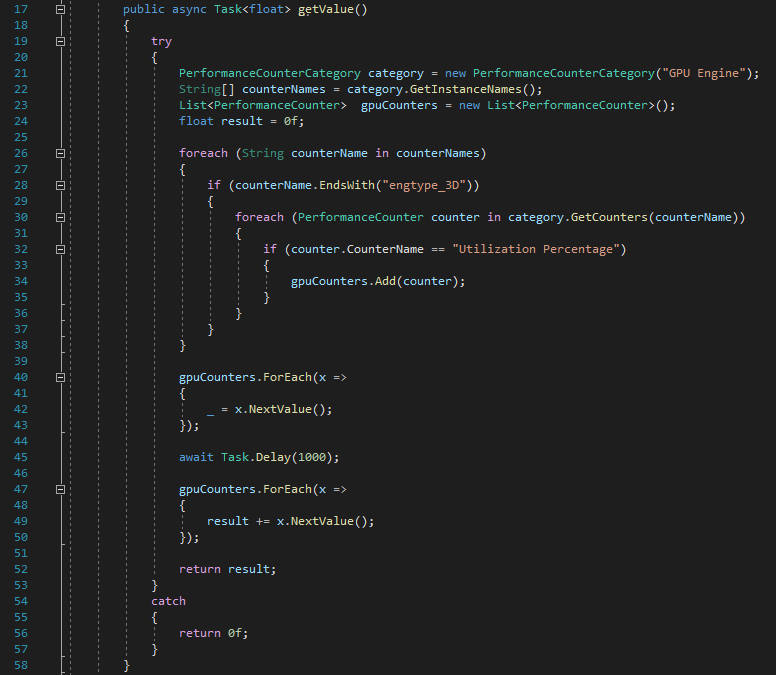 17 public async Task<float> getValue()
18 {
19 try
20 {
21 PerformanceCounterCategory category = new PerformanceCounterCategory("GPU Engine");
22 String[] counterNames = category.GetInstanceNames();
23 List<PerformanceCounter>  gpuCounters = new List<PerformanceCounter>();
24 float result = 0f;
25
26 foreach (String counterName in counterNames)
27 {
28 if (counterName.EndsWith("engtype_3D"))
29 {
30 foreach (PerformanceCounter counter in category.GetCounters(counterName))
31 {
32 if (counter.CounterName == "Utilization Percentage")
33 {
34 gpuCounters.Add(counter);
35 }
36 }
37 }
38 }
39
40 gpuCounters.ForEach(x =>
41 {
42 _ = x.NextValue();
43 });
44
45 await Task.Delay(1000);
46
47 gpuCounters.ForEach(x =>
48 {
49 result += x.NextValue();
50 });
51
52 return result;
53 }
54 catch
55 {
56 return 0f;
57 }
58 }